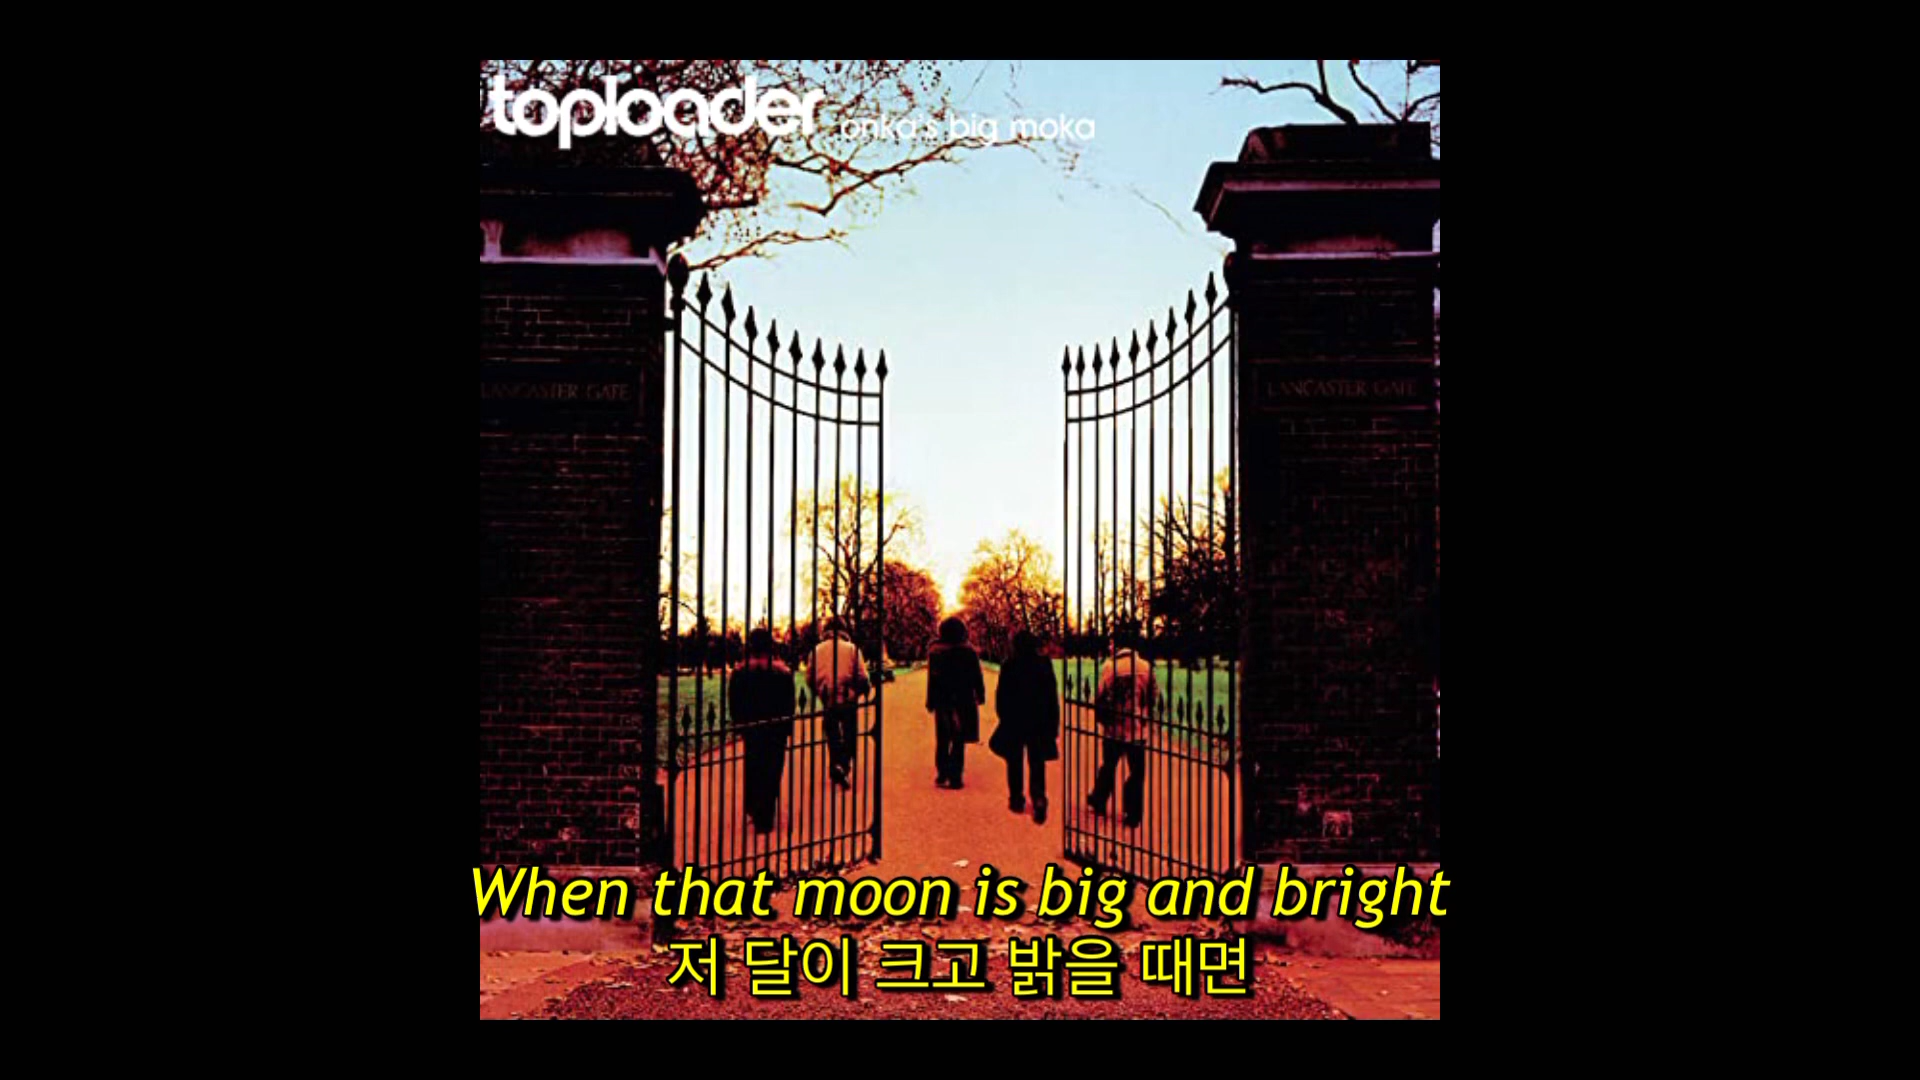 toploader
onka's big moka
LANCASTER GATE
LANCASTER GATE
When that moon is big and bright
저 달이 크고 밝을 때면